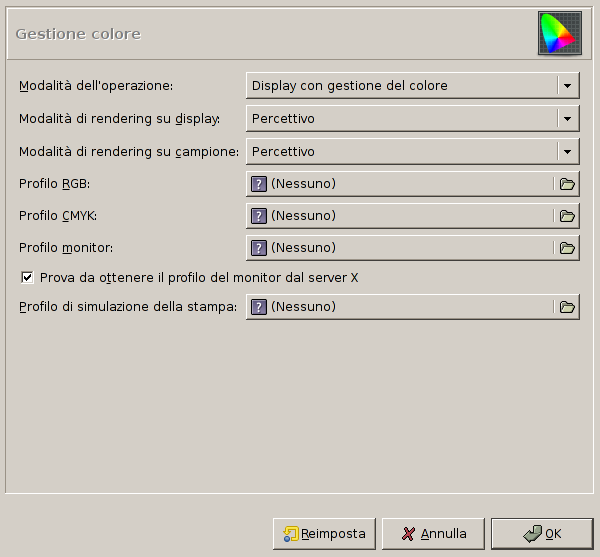 Gestione colore
Modalità dell'operazione: Display con gestione del colore
Modalità di rendering su display: Percettivo
Modalità di rendering su campione: Percettivo
Profilo RGB: ? (Nessuno)
Profilo CMYK: ? (Nessuno)
Profilo monitor: ? (Nessuno)
Prova da ottenere il profilo del monitor dal server X
Profilo di simulazione della stampa: ? (Nessuno)
Reimposta Annulla OK